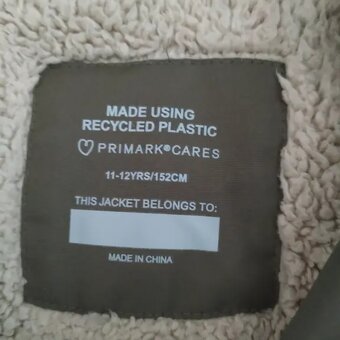 MADE USING
RECYCLED PLASTIC
PRIMARK®CARES
11-12YRS/152CM
THIS JACKET BELONGS TO:
MADE IN CHINA